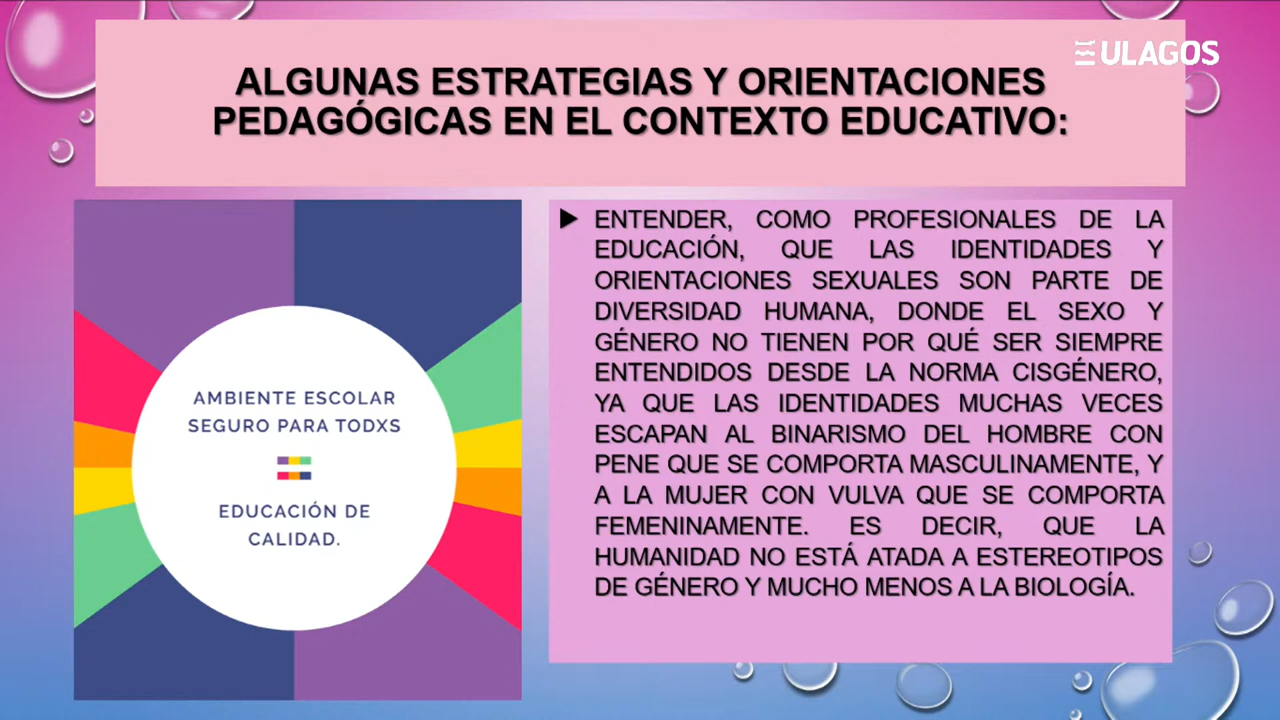 ULAGOS
ALGUNAS ESTRATEGIAS Y ORIENTACIONES
PEDAGÓGICAS EN EL CONTEXTO EDUCATIVO:
AMBIENTE ESCOLAR
SEGURO PARA TODXS
EDUCACIÓN DE
CALIDAD.
ENTENDER, COMO PROFESIONALES DE LA
EDUCACIÓN, QUE LAS IDENTIDADES Y
ORIENTACIONES SEXUALES SON PARTE DE
DIVERSIDAD HUMANA, DONDE EL SEXO Y
GÉNERO NO TIENEN POR QUÉ SER SIEMPRE
ENTENDIDOS DESDE LA NORMA CISGÉNERO,
YA QUE LAS IDENTIDADES MUCHAS VECES
ESCAPAN AL BINARISMO DEL HOMBRE CON
PENE QUE SE COMPORTA MASCULINAMENTE, Y
A LA MUJER CON VULVA QUE SE COMPORTA
FEMENINAMENTE. ES DECIR, QUE LA
HUMANIDAD NO ESTÁ ATADA A ESTEREOTIPOS
DE GÉNERO Y MUCHO MENOS A LA BIOLOGÍA.